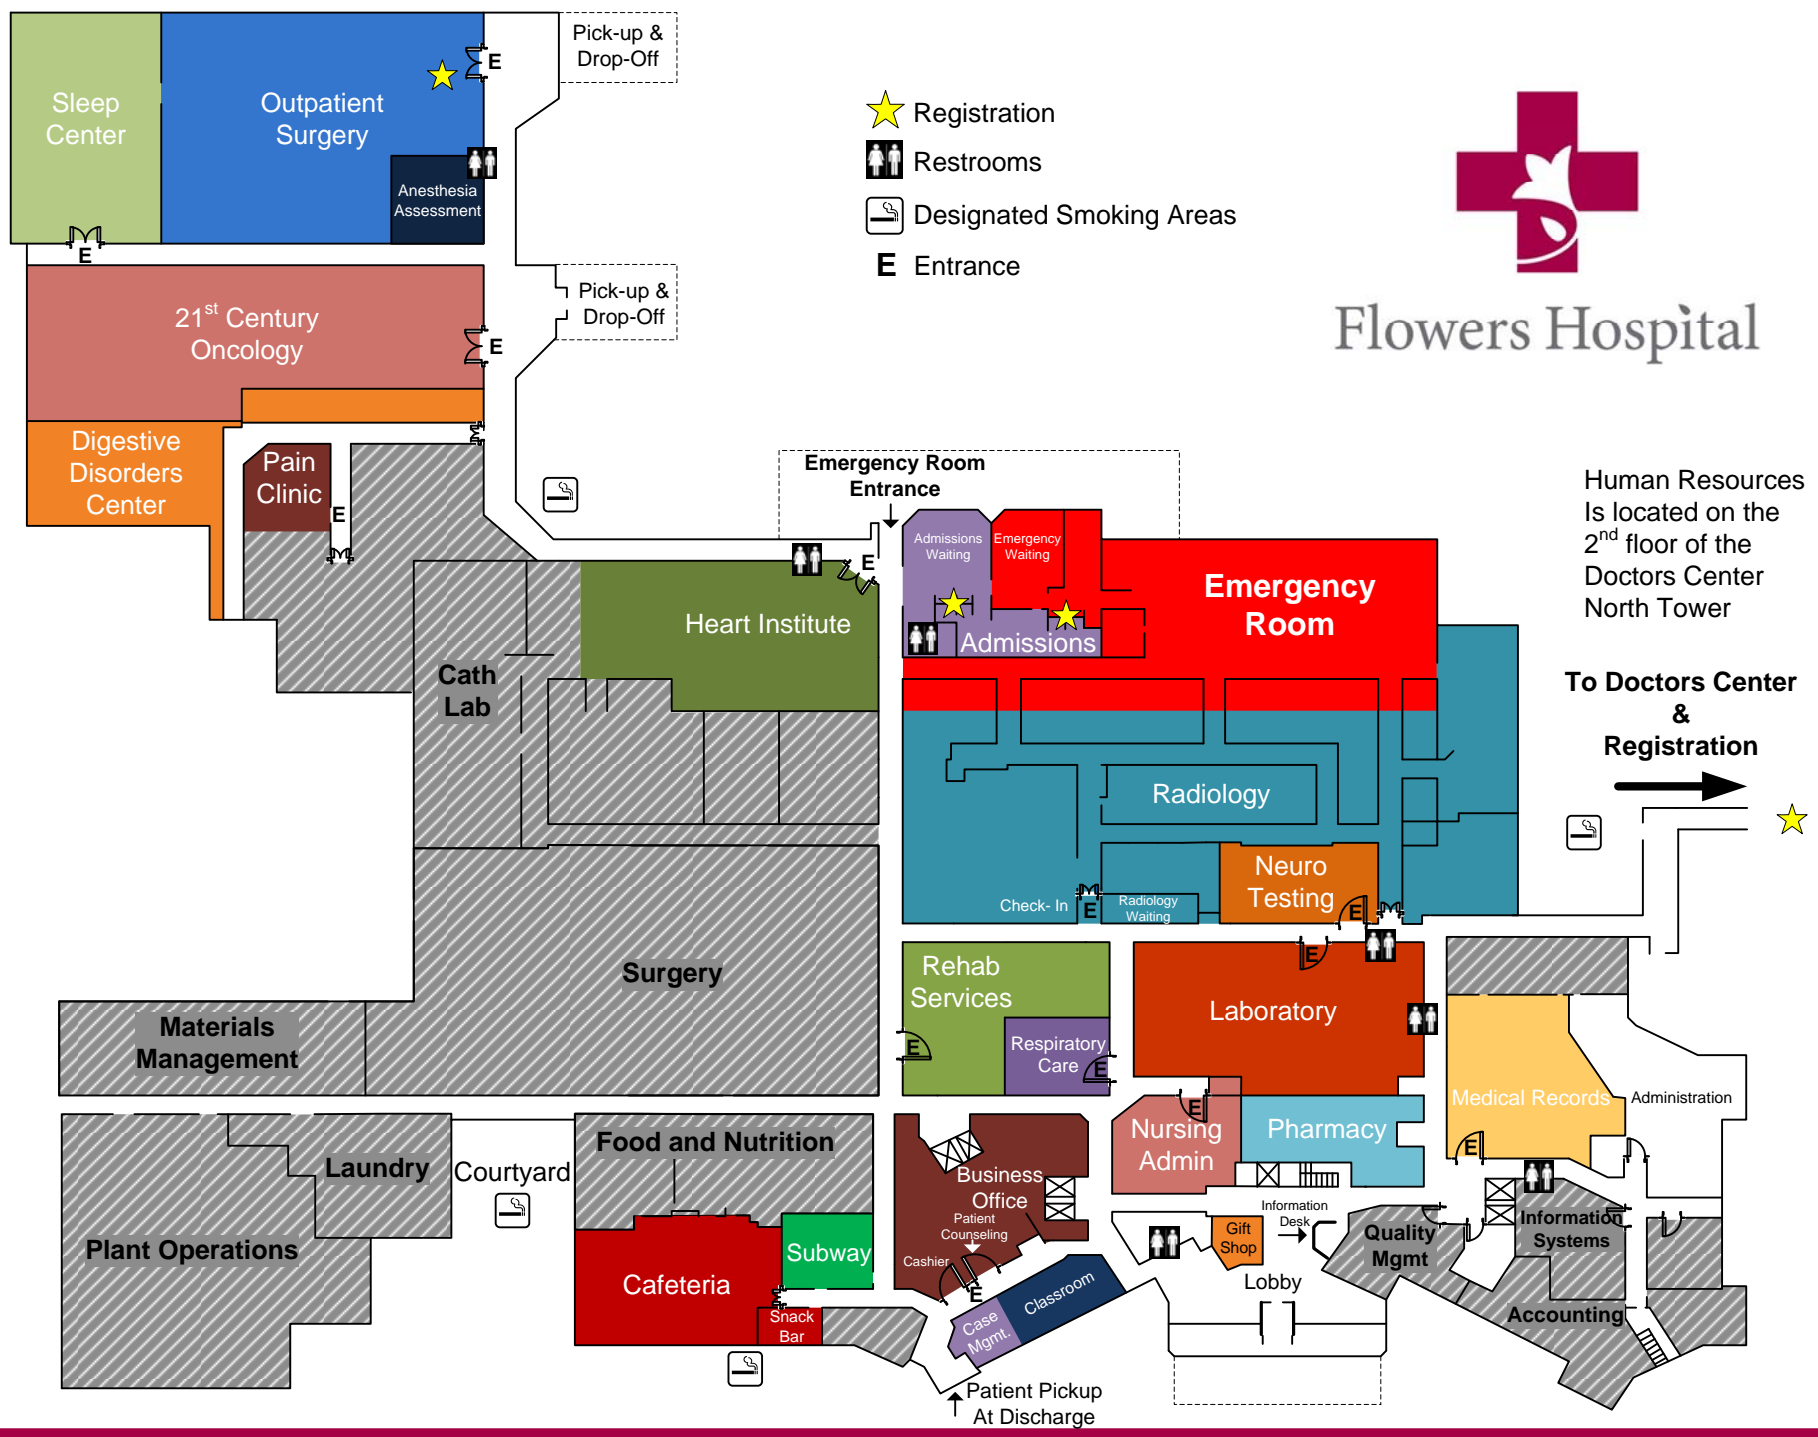 Pick-up &
Drop-Off
E
Sleep
Center
Outpatient
Surgery
Anesthesia
Assessment
E
Registration
Restrooms
Designated Smoking Areas
E Entrance
Flowers Hospital
Pick-up &
Drop-Off
21st Century
Oncology
E
Digestive
Disorders
Center
Pain
Clinic
E
Emergency Room
Entrance
Human Resources
Is located on the
2nd floor of the
Doctors Center
North Tower
Admissions
Waiting
Emergency
Waiting
E
Emergency
Room
Heart Institute
Admissions
Cath
Lab
To Doctors Center
&
Registration
Radiology
Neuro
Testing
E
Check- In
E
Radiology
Waiting
E
Surgery
Rehab
Services
E
Respiratory
Care
E
Laboratory
Materials
Management
Medical Records
E
Administration
Nursing
Admin
E
Pharmacy
Food and Nutrition
Laundry
Courtyard
Plant Operations
Business
Office
Patient
Counseling
Cashier
E
Information
Desk
Gift
Shop
Quality
Mgmt
Information
Systems
Subway
Cafeteria
Snack
Bar
Classroom
Case
Mgmt.
Lobby
Accounting
Patient Pickup
At Discharge